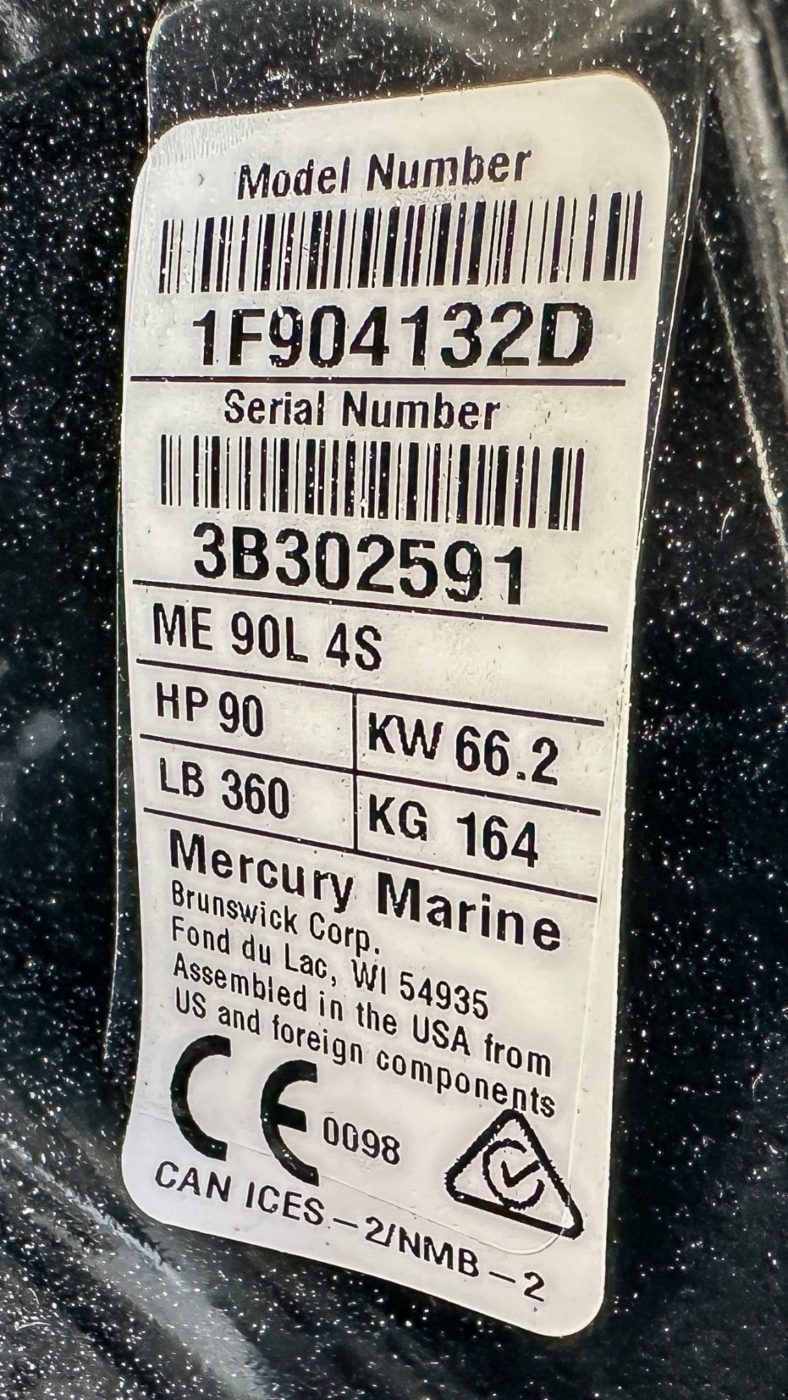 Model Number
1F904132D
Serial Number
3B302591
ME 90L 4S
HP 90 KW 66.2
LB 360 KG 164
Mercury Marine
Brunswick Corp.
Fond du Lac, WI 54935
Assembled in the USA from
US and foreign components
CE 0098
CAN ICES-2/NMB-2